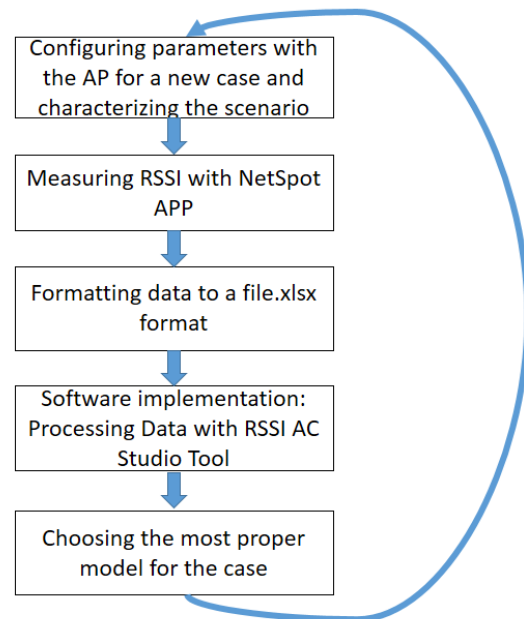 Configuring parameters with
the AP for a new case and
characterizing the scenario
Measuring RSSI with NetSpot
APP
Formatting data to a file.xlsx
format
Software implementation:
Processing Data with RSSI AC
Studio Tool
Choosing the most proper
model for the case